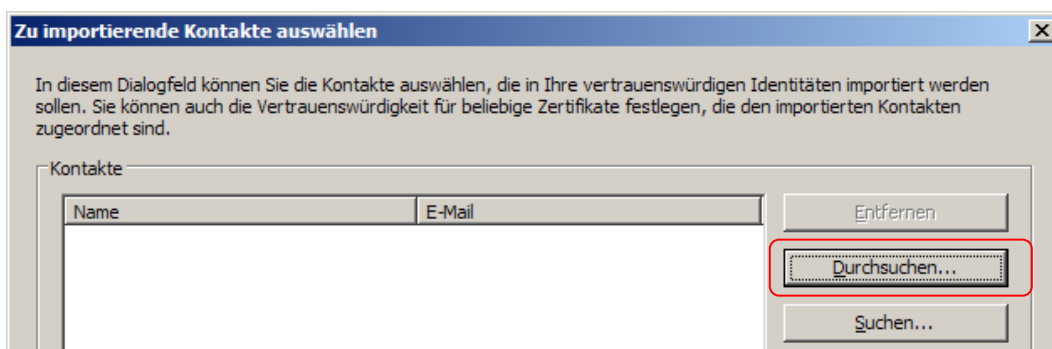 Zu importierende Kontakte auswählen
In diesem Dialogfeld können Sie die Kontakte auswählen, die in Ihre vertrauenswürdigen Identitäten importiert werden
sollen. Sie können auch die Vertrauenswürdigkeit für beliebige Zertifikate festlegen, die den importierten Kontakten
zugeordnet sind.
Kontakte
Name E-Mail
Entfernen
Durchsuchen...
Suchen...